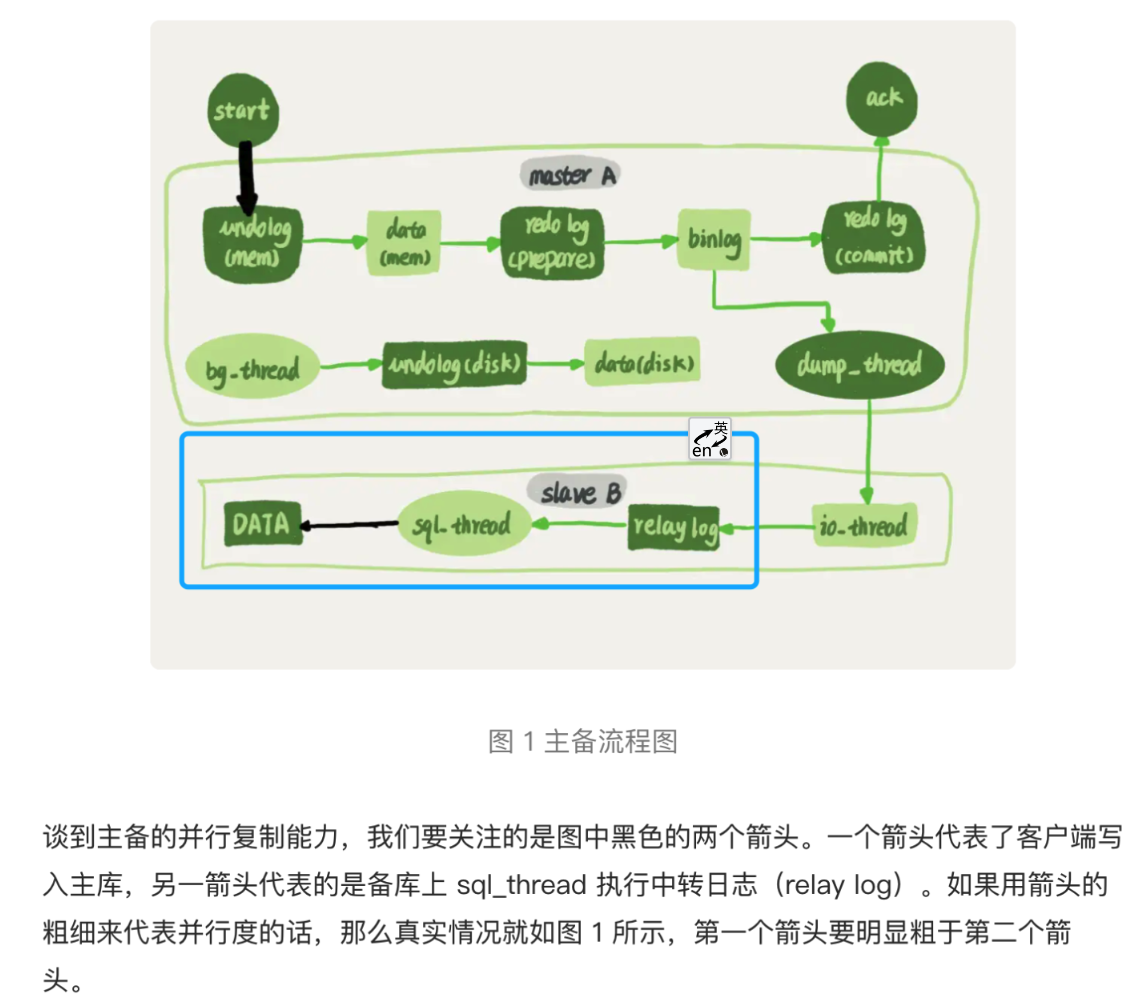 start
ack
master A
undolog
(mem)
data
(mem)
redo log
(prepare)
binlog
redo log
(commit)
bg_thread
undolog(disk)
data(disk)
dump_thread
英
en
slave B
DATA
sql_thread
relay log
io_thread
图 1 主备流程图
谈到主备的并行复制能力，我们要关注的是图中黑色的两个箭头。一个箭头代表了客户端写
入主库，另一箭头代表的是备库上 sql_thread 执行中转日志（relay log）。如果用箭头的
粗细来代表并行度的话，那么真实情况就如图 1 所示，第一个箭头要明显粗于第二个箭
头。